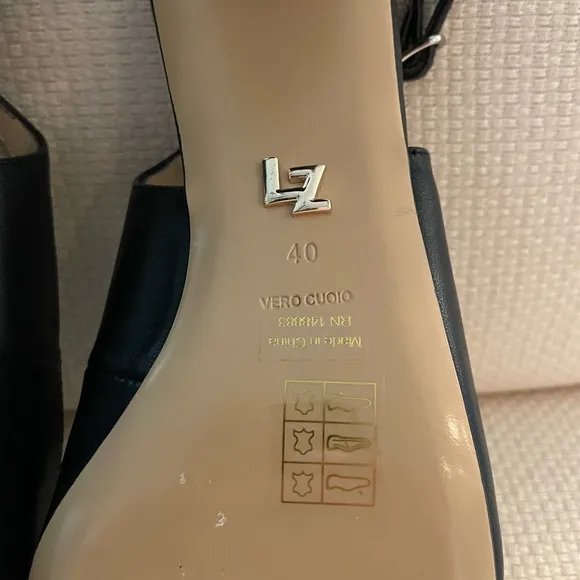 LZ
40
VERO CUOIO
RN 148883
Made in China